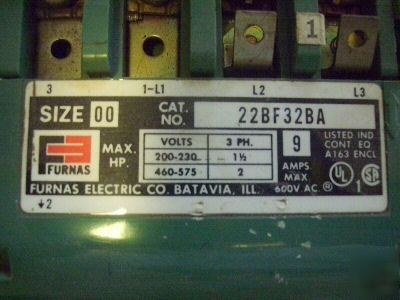 1
3 1-L1 L2 L3
SIZE 00 CAT. NO. 22BF32BA
FURNAS
MAX. HP.
VOLTS 3 PH.
200-230 1½
460-575 2
9
AMPS MAX
600V. AC
LISTED IND.
CONT. EQ.
A163 ENCL
UL ® 1
FURNAS ELECTRIC CO. BATAVIA, ILL.
↓2